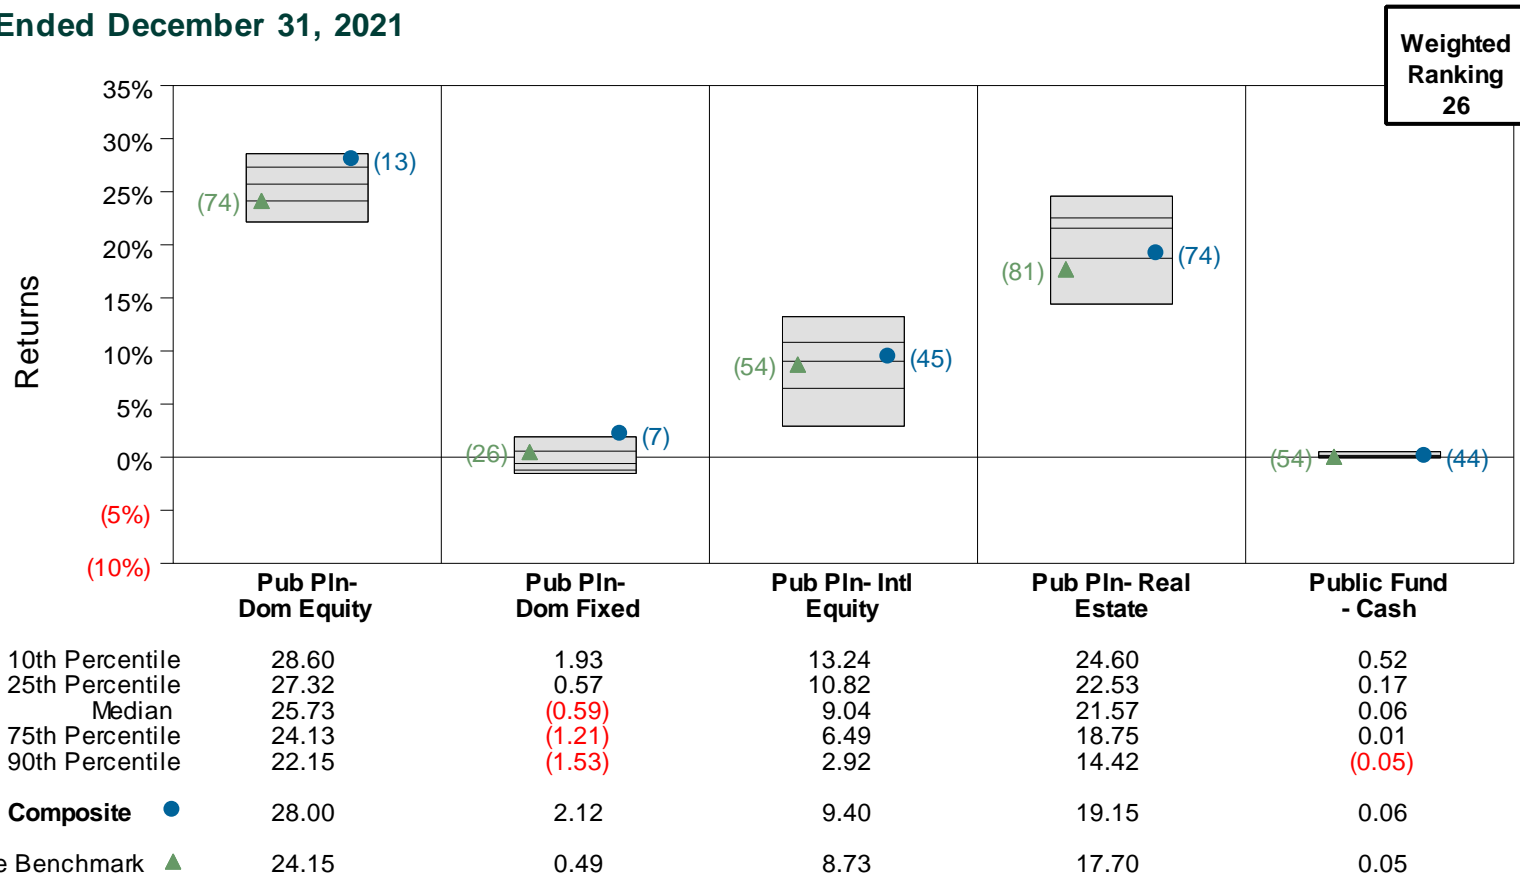 Ended December 31, 2021
Weighted
Ranking
26
Returns
35%
30%
25%
20%
15%
10%
5%
0%
(5%)
(10%)
(13)
(74)
(7)
(26)
(45)
(54)
(74)
(81)
(44)
(54)
Pub Pln- Dom Equity
Pub Pln- Dom Fixed
Pub Pln- Intl Equity
Pub Pln- Real Estate
Public Fund - Cash
10th Percentile 28.60 1.93 13.24 24.60 0.52
25th Percentile 27.32 0.57 10.82 22.53 0.17
Median 25.73 (0.59) 9.04 21.57 0.06
75th Percentile 24.13 (1.21) 6.49 18.75 0.01
90th Percentile 22.15 (1.53) 2.92 14.42 (0.05)
Composite 28.00 2.12 9.40 19.15 0.06
e Benchmark 24.15 0.49 8.73 17.70 0.05